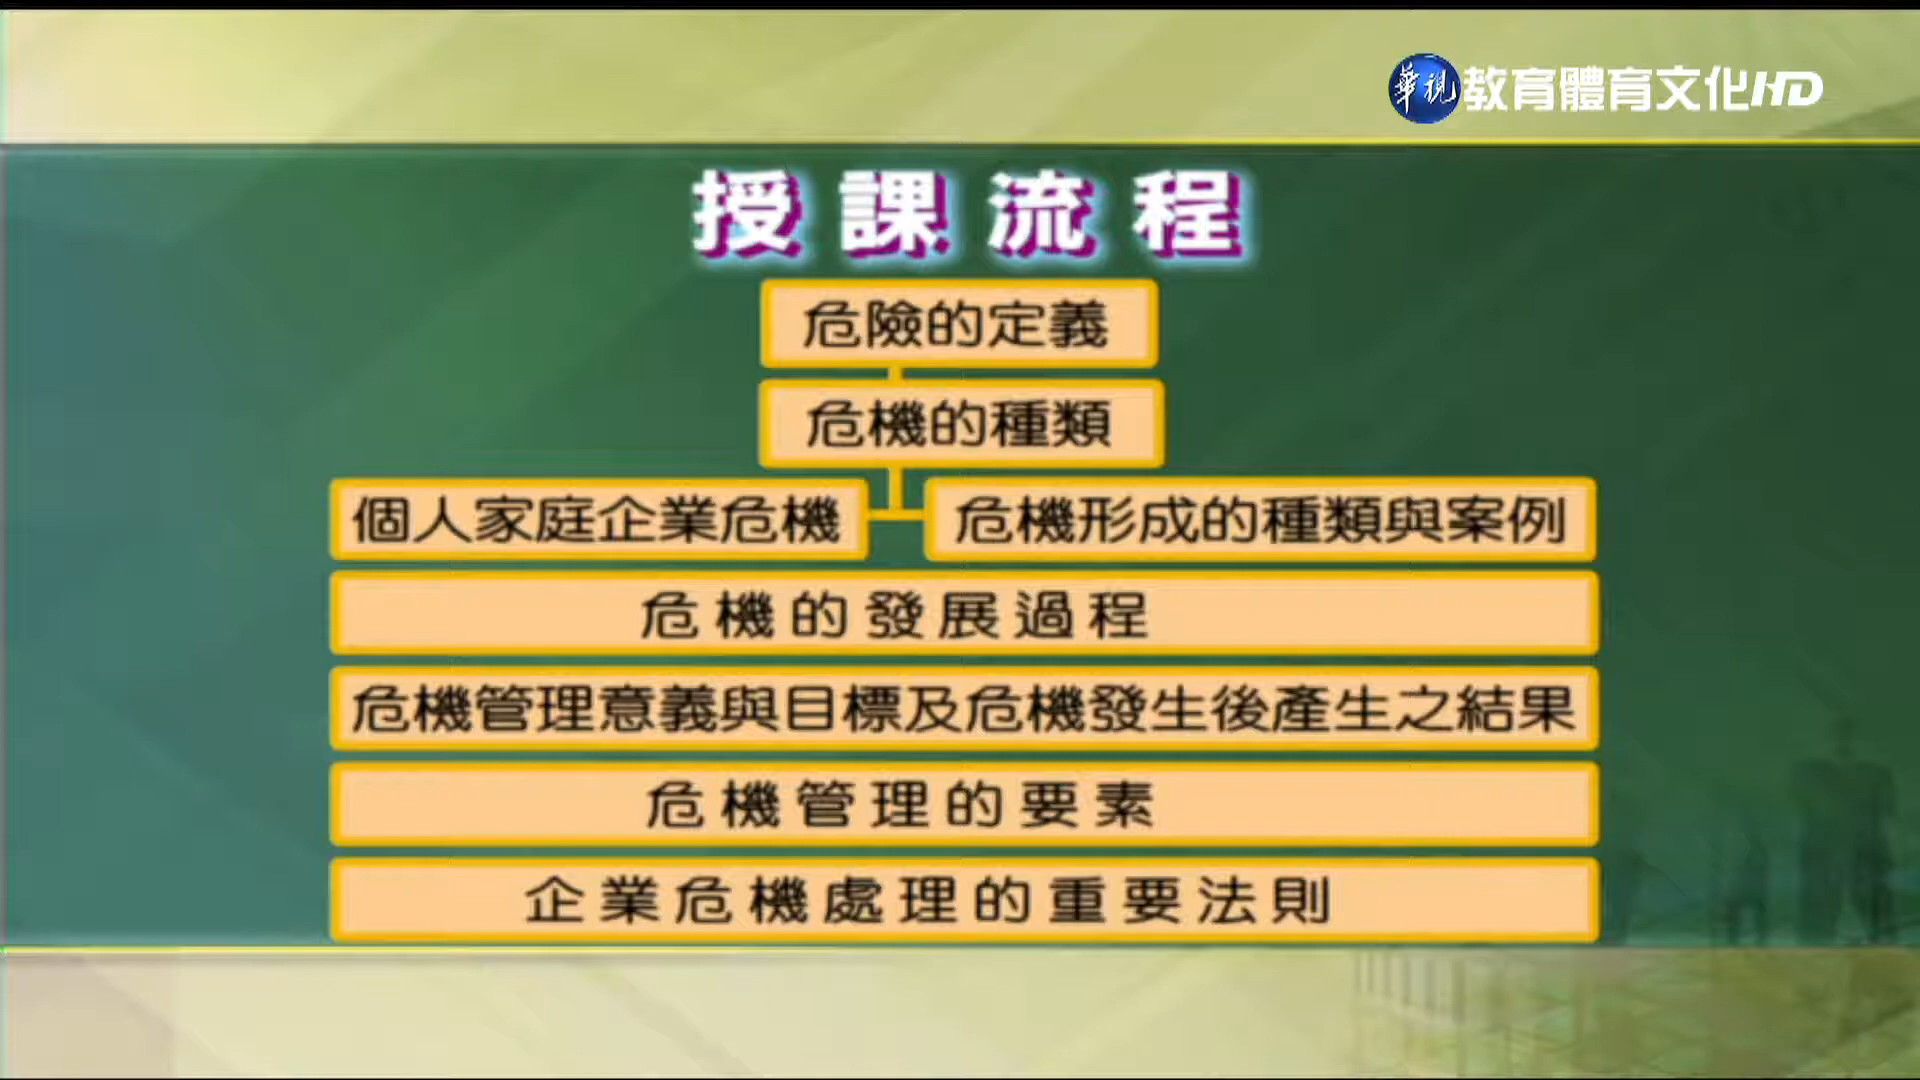 華視 教育體育文化HD
授課流程
危險的定義
危機的種類
個人家庭企業危機
危機形成的種類與案例
危機的發展過程
危機管理意義與目標及危機發生後產生之結果
危機管理的要素
企業危機處理的重要法則